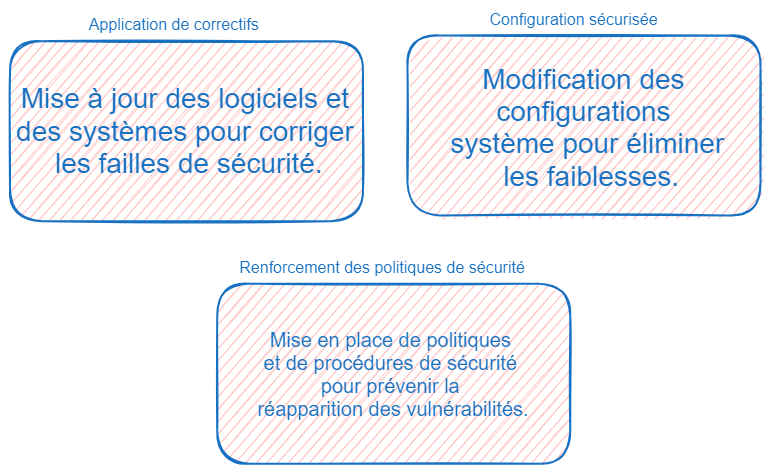 Application de correctifs
Mise à jour des logiciels et
des systèmes pour corriger
les failles de sécurité.
Configuration sécurisée
Modification des
configurations
système pour éliminer
les faiblesses.
Renforcement des politiques de sécurité
Mise en place de politiques
et de procédures de sécurité
pour prévenir la
réapparition des vulnérabilités.